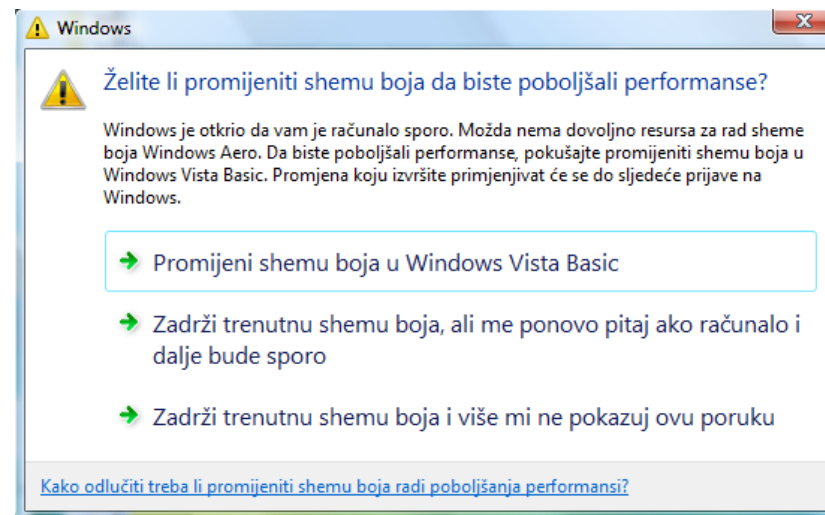 Windows
Želite li promijeniti shemu boja da biste poboljšali performanse?
Windows je otkrio da vam je računalo sporo. Možda nema dovoljno resursa za rad sheme
boja Windows Aero. Da biste poboljšali performanse, pokušajte promijeniti shemu boja u
Windows Vista Basic. Promjena koju izvršite primjenjivat će se do sljedeće prijave na
Windows.
Promijeni shemu boja u Windows Vista Basic
Zadrži trenutnu shemu boja, ali me ponovo pitaj ako računalo i
dalje bude sporo
Zadrži trenutnu shemu boja i više mi ne pokazuj ovu poruku
Kako odlučiti treba li promijeniti shemu boja radi poboljšanja performansi?